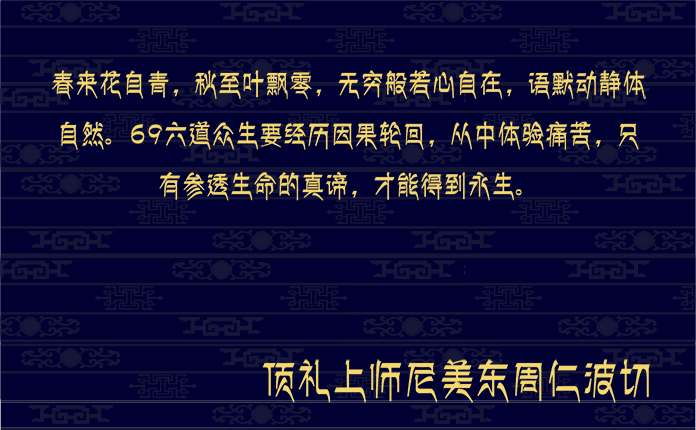 春来花自青，秋至叶飘零，无穷般若心自在，语默动静体
自然。69六道众生要经历因果轮回，从中体验痛苦，只
有参透生命的真谛，才能得到永生。
顶礼上师尼美东周仁波切